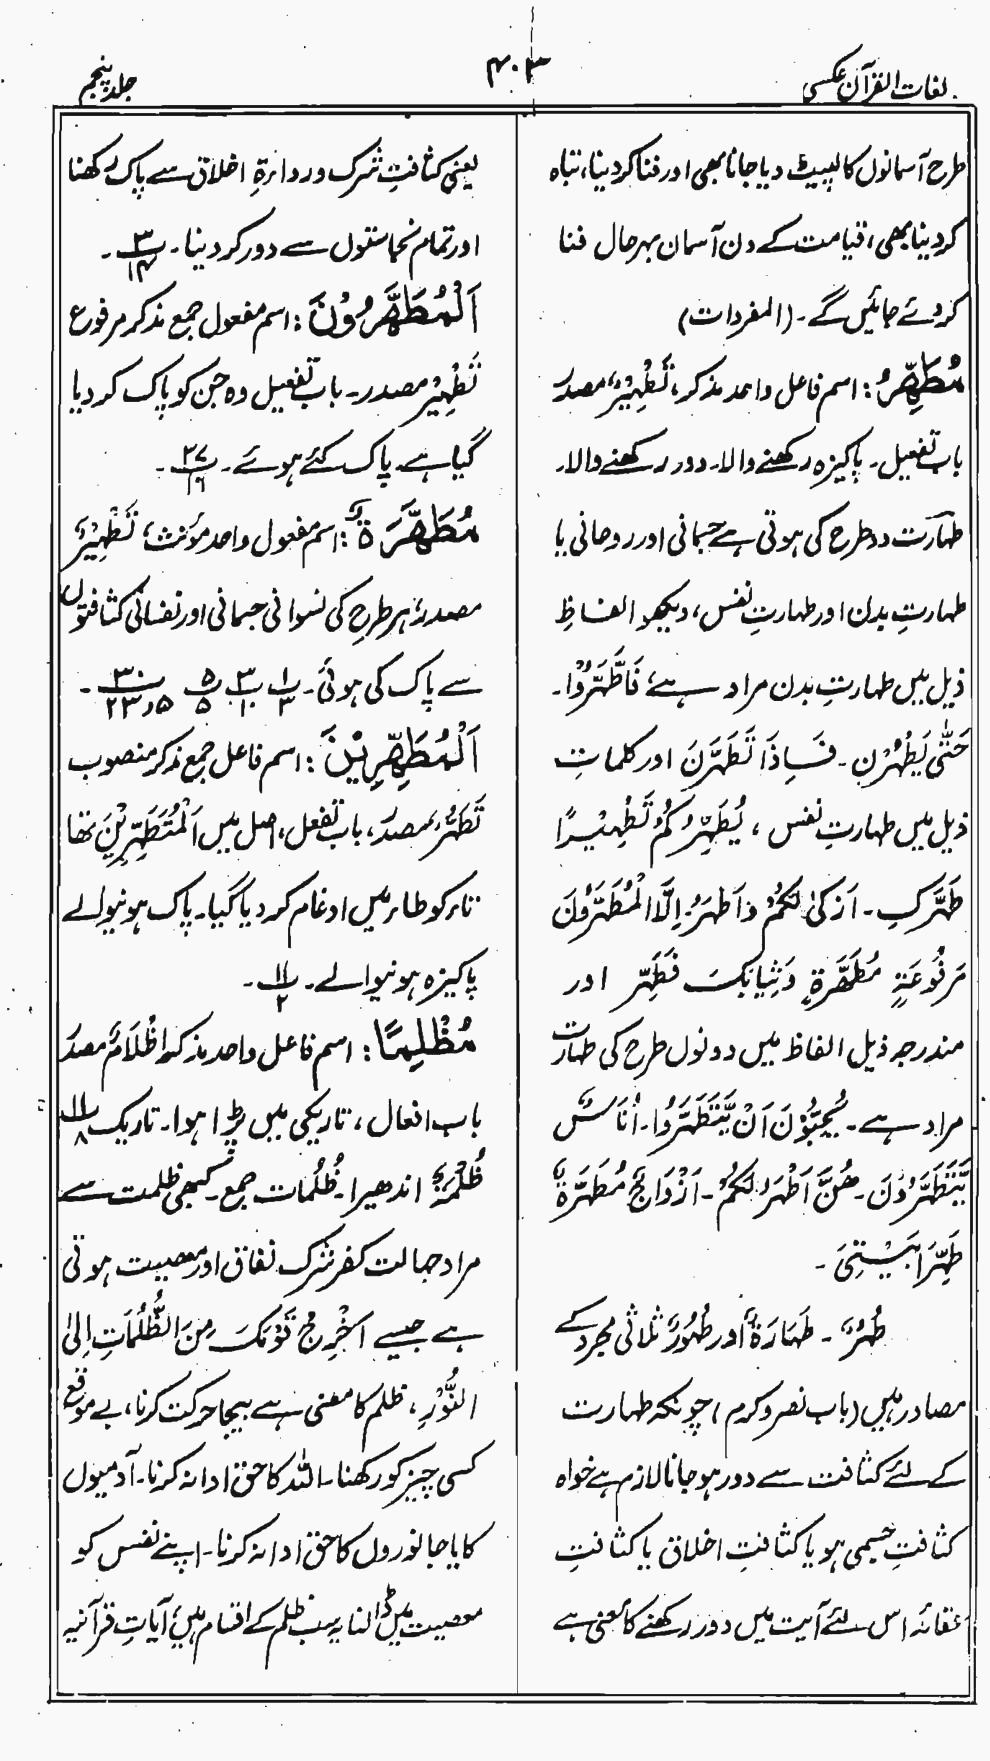 لغات القرآن عکسی
۴۰۳
جلد پنجم
طرح آسمانوں کا لپیٹ دیا جانا بھی اور فنا کر دینا، تباہ
کر دینا بھی، قیامت کے دن آسمان بہرحال فنا
کر دئے جائیں گے۔ (المفردات)
مُطَهِّرُ: اسم فاعل واحد مذکر، تَطْهِیْرٌ مصدر
باب تفعیل۔ پاکیزہ رکھنے والا۔ دور رکھنے والا۔
طہارت دو طرح کی ہوتی ہے جسمانی اور روحانی یا
طہارتِ بدن اور طہارتِ نفس، دیکھو الفاظِ
ذیل میں طہارتِ بدن مراد ہے، فَاطَّهَّرُوْا۔
حَتّٰی یَطْهُرْنِ۔ فَاِذَا تَطَهَّرَنَ اور کلماتِ
ذیل میں طہارتِ نفس، یُطَهِّرُکُمْ تَطْهِیْرًا
طَهَّرَکِ۔ اَزْکٰی لَکُمْ وَاَطْهَرُ۔ اِلَّا الْمُطَهَّرُوْنَ
مَرْفُوْعَةٍ مُطَهَّرَةٍ وَثِیَابَکَ فَطَهِّر اور
مندرجہ ذیل الفاظ میں دونوں طرح کی طہارت
مراد ہے۔ یُحِبُّوْنَ اَنْ یَّتَطَهَّرُوا۔ اُنَاسٌ
یَّتَطَهَّرُوْنَ۔ هُنَّ اَطْهَرُ لَکُمْ۔ اَزْوَاجٌ مُطَهَّرَةٌ
طَهِّرَا بَیْتِیَ۔
طُهْرٌ۔ طَهَارَةٌ اور طُهُوْرٌ ثلاثی مجرد کے
مصادر ہیں (باب نصر و کرم) چونکہ طہارت
کے لئے کثافت سے دور ہو جانا لازم ہے خواہ
کثافتِ جسمی ہو یا کثافتِ اخلاق یا کثافتِ
عقائد اس لئے آیت میں دور رکھنے کا معنی ہے
یعنی کثافتِ شرک و رداءۃِ اخلاق سے پاک رکھنا
اور تمام نجاستوں سے دور کر دینا۔ پ ۳ / ۱۴۔
اَلْمُطَهَّرُوْنَ: اسم مفعول جمع مذکر مرفوع
تَطْهِیْر مصدر۔ باب تفعیل وہ جن کو پاک کر دیا
گیا ہے۔ پاک کئے ہوئے۔ پ ۲۷ / ۱۶۔
مُطَهَّرَةٌ: اسم مفعول واحد مؤنث، تَطْهِیْرٌ
مصدر، ہر طرح کی نسوانی جسمانی اور نفسانی کثافتوں
سے پاک کی ہوئی۔ پ ۱ / ۳ پ ۳ / ۱۰ پ ۵ / ۵ پ ۳۰ / ۵ و ۲۳۔
اَلْمُطَهِّرِیْنَ: اسم فاعل جمع مذکر منصوب
تَطَهُّرٌ مصدر، باب تفعل، اصل میں اَلْمُتَطَهِّرِیْنَ تھا
تاء کو طاء میں ادغام کر دیا گیا۔ پاک ہونیوالے
پاکیزہ ہونیوالے۔ پ ۱۱ / ۲۔
مُظْلِمًا: اسم فاعل واحد مذکر اِظْلَامٌ مصدر
باب افعال، تاریکی میں پڑا ہوا۔ تاریک پ ۱۱ / ۸
ظُلْمَةٌ اندھیرا۔ ظُلُمات جمع۔ کبھی ظلمت سے
مراد جہالت کفر شرک نفاق اور معصیت ہوتی
ہے جیسے اَخْرِجْ قَوْمَکَ مِنَ الظُّلُمَاتِ اِلَی
النُّوْرِ، ظلم کا معنی ہے بیجا حرکت کرنا، بے موقع
کسی چیز کو رکھنا۔ اللہ کا حق ادا نہ کرنا۔ آدمیوں
کا یا جانوروں کا حق ادا نہ کرنا۔ اپنے نفس کو
معصیت میں ڈالنا یہ سب ظلم کے اقسام ہیں، آیات قرآنیہ